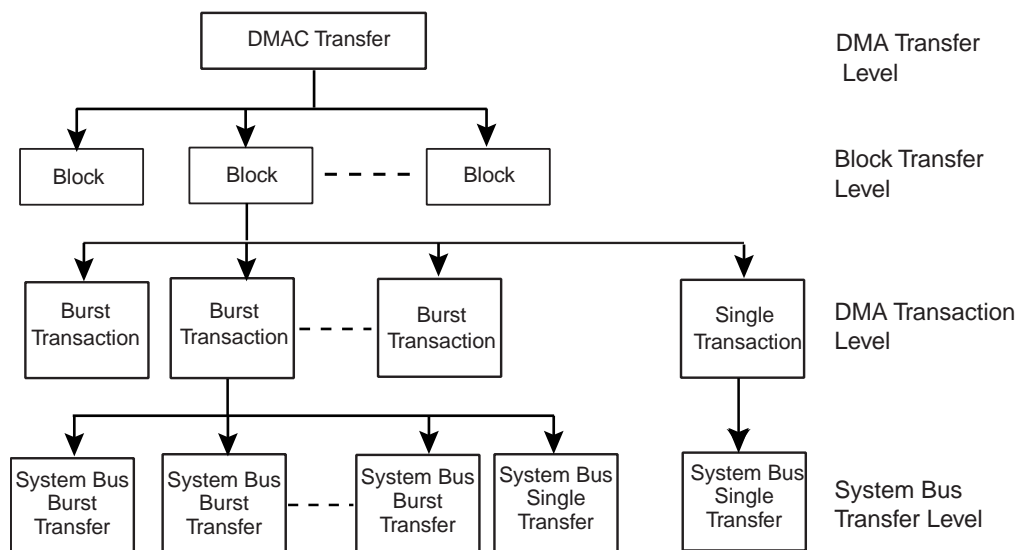 DMAC Transfer
DMA Transfer
Level
Block
Block
Block
Block Transfer
Level
Burst
Transaction
Burst
Transaction
Burst
Transaction
Single
Transaction
DMA Transaction
Level
System Bus
Burst
Transfer
System Bus
Burst
Transfer
System Bus
Burst
Transfer
System Bus
Single
Transfer
System Bus
Single
Transfer
System Bus
Transfer Level